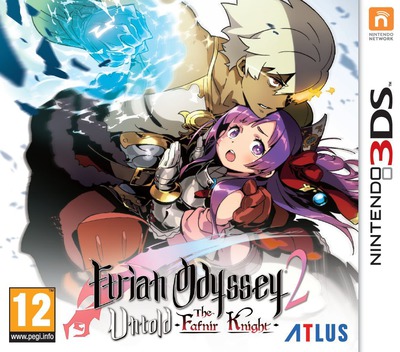 NINTENDO
NETWORK
NINTENDO 3DS
Etrian Odyssey 2
Untold -The Fafnir Knight-
12
www.pegi.info
ATLUS